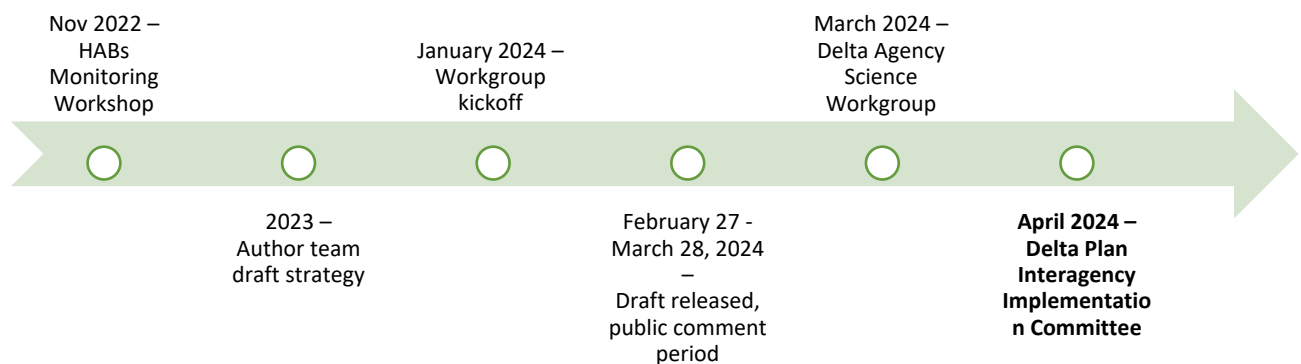 Nov 2022 –
HABs
Monitoring
Workshop
2023 –
Author team
draft strategy
January 2024 –
Workgroup
kickoff
February 27 -
March 28, 2024
–
Draft released,
public comment
period
March 2024 –
Delta Agency
Science
Workgroup
April 2024 –
Delta Plan
Interagency
Implementatio
n Committee